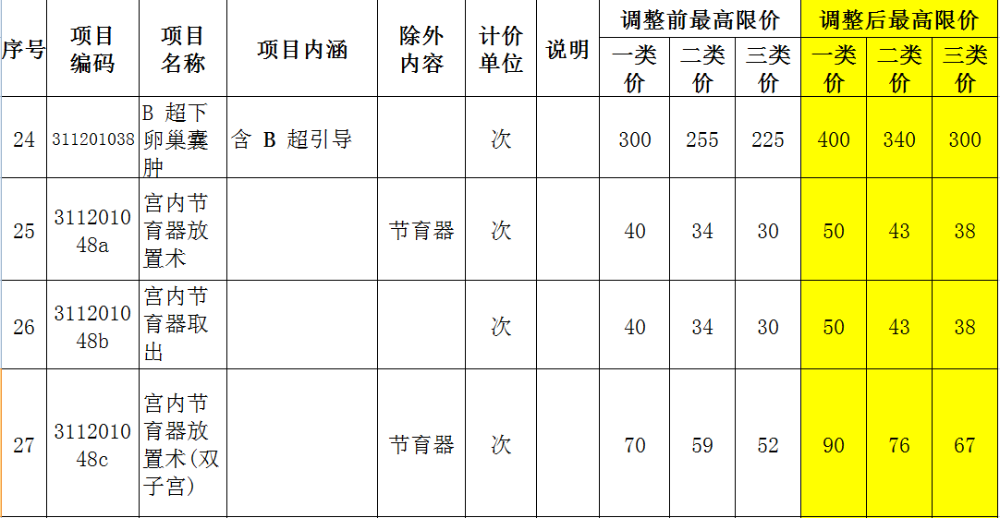 序号 项目编码 项目名称 项目内涵 除外内容 计价单位 说明 调整前最高限价 调整后最高限价
一类价 二类价 三类价 一类价 二类价 三类价
24 311201038 B 超下卵巢囊肿 含 B 超引导 次 300 255 225 400 340 300
25 311201048a 宫内节育器放置术 节育器 次 40 34 30 50 43 38
26 311201048b 宫内节育器取出 次 40 34 30 50 43 38
27 311201048c 宫内节育器放置术(双子宫) 节育器 次 70 59 52 90 76 67